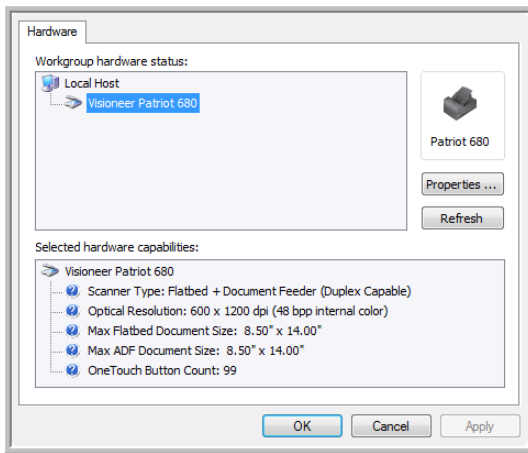 Hardware
Workgroup hardware status:
Local Host
Visioneer Patriot 680
Patriot 680
Properties ...
Refresh
Selected hardware capabilities:
Visioneer Patriot 680
Scanner Type: Flatbed + Document Feeder (Duplex Capable)
Optical Resolution: 600 x 1200 dpi (48 bpp internal color)
Max Flatbed Document Size: 8.50" x 14.00"
Max ADF Document Size: 8.50" x 14.00"
OneTouch Button Count: 99
OK
Cancel
Apply